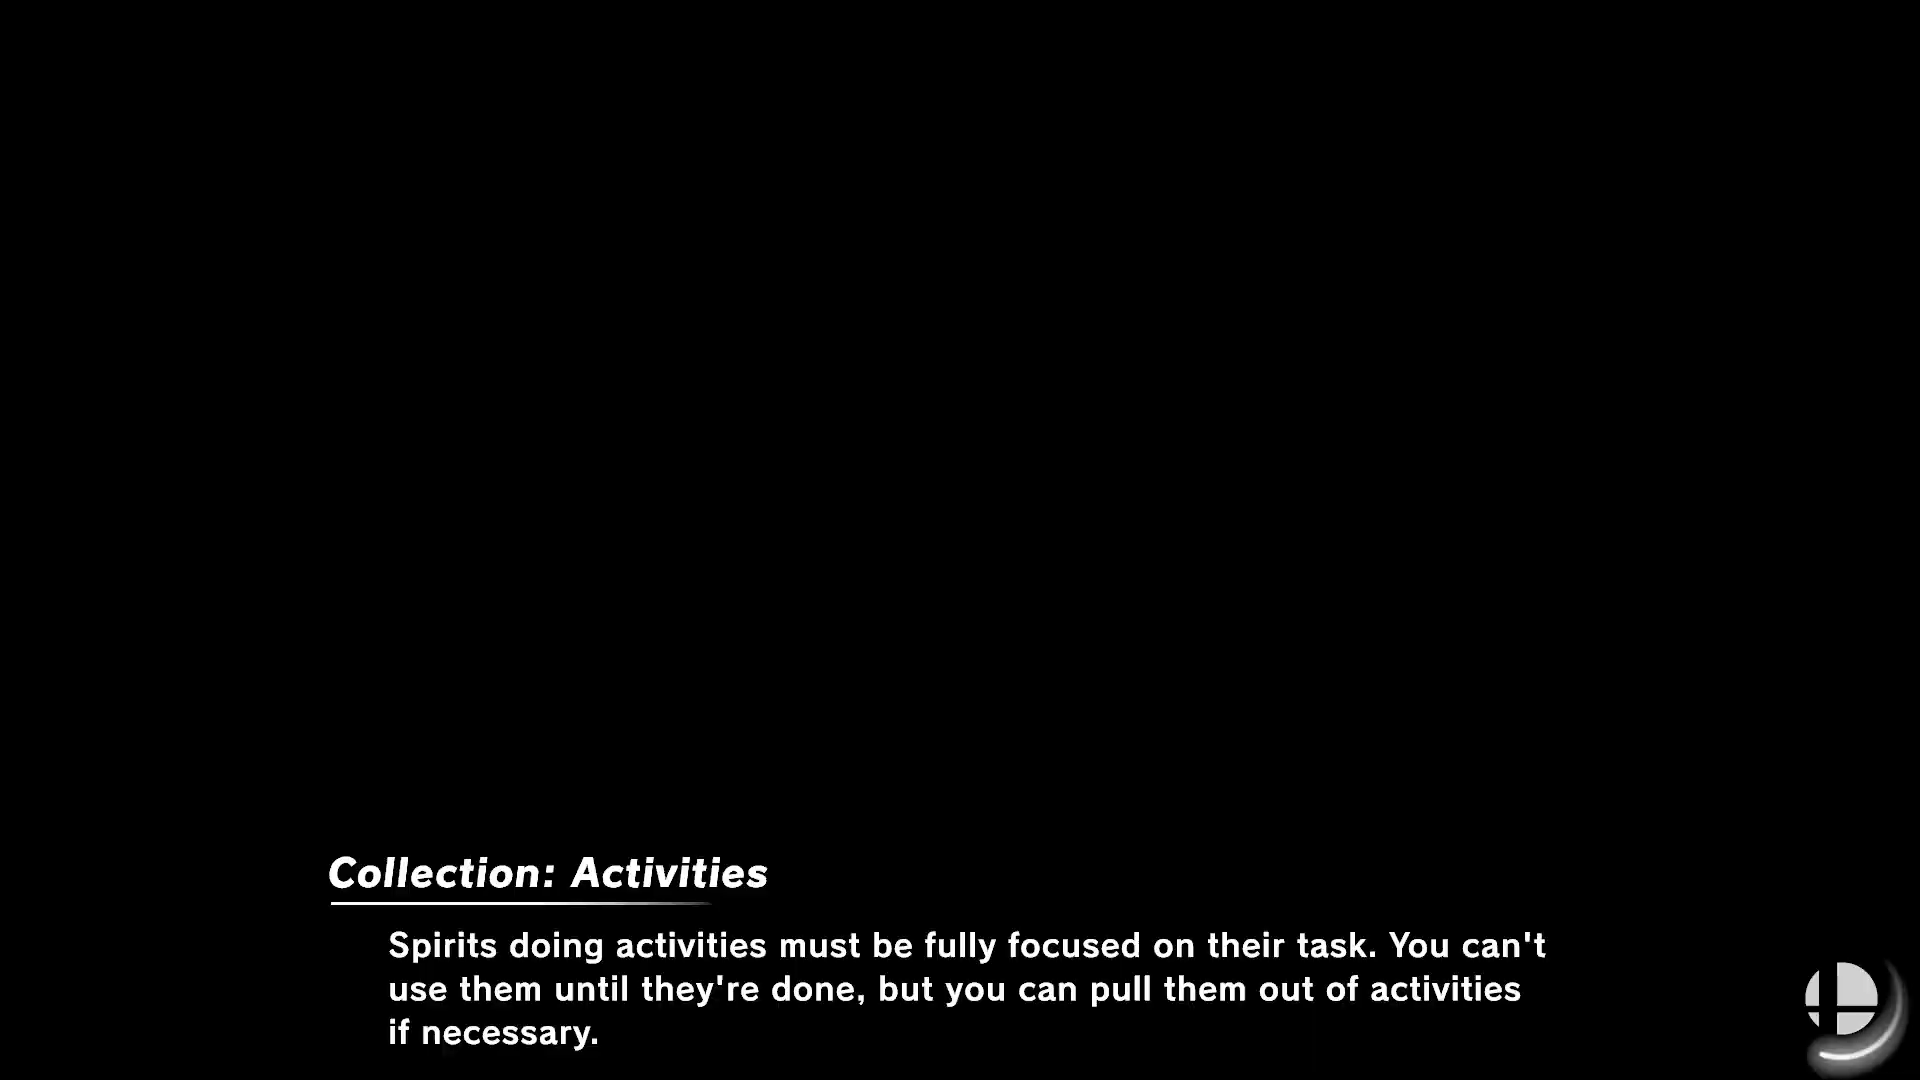 Collection: Activities
Spirits doing activities must be fully focused on their task. You can't
use them until they're done, but you can pull them out of activities
if necessary.